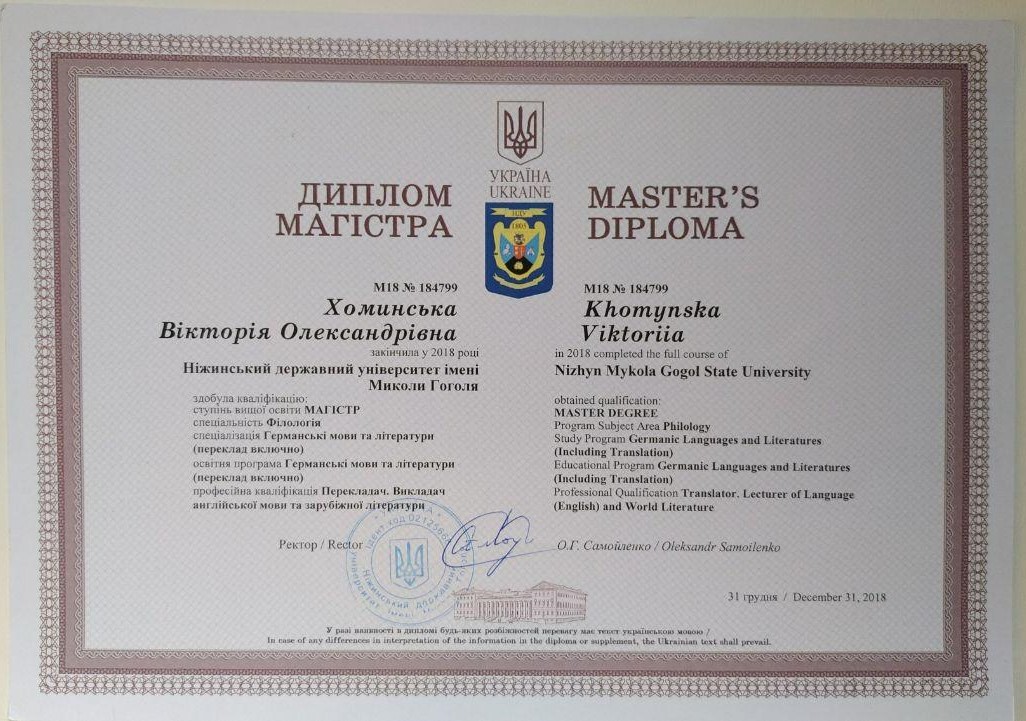 УКРАЇНА
UKRAINE
ДИПЛОМ
МАГІСТРА
М18 № 184799
Хоминська
Вікторія Олександрівна
закінчила у 2018 році
Ніжинський державний університет імені
Миколи Гоголя
здобула кваліфікацію:
ступінь вищої освіти МАГІСТР
спеціальність Філологія
спеціалізація Германські мови та літератури
(переклад включно)
освітня програма Германські мови та літератури
(переклад включно)
професійна кваліфікація Перекладач. Викладач
англійської мови та зарубіжної літератури
MASTER'S
DIPLOMA
М18 № 184799
Khomynska
Viktoriia
in 2018 completed the full course of
Nizhyn Mykola Gogol State University
obtained qualification:
MASTER DEGREE
Program Subject Area Philology
Study Program Germanic Languages and Literatures
(Including Translation)
Educational Program Germanic Languages and Literatures
(Including Translation)
Professional Qualification Translator. Lecturer of Language
(English) and World Literature
Ректор / Rector
О.Г. Самойленко / Oleksandr Samoilenko
31 грудня / December 31, 2018
У разі наявності в дипломі будь-яких розбіжностей перевагу має текст українською мовою /
In case of any differences in interpretation of the information in the diploma or supplement, the Ukrainian text shall prevail.